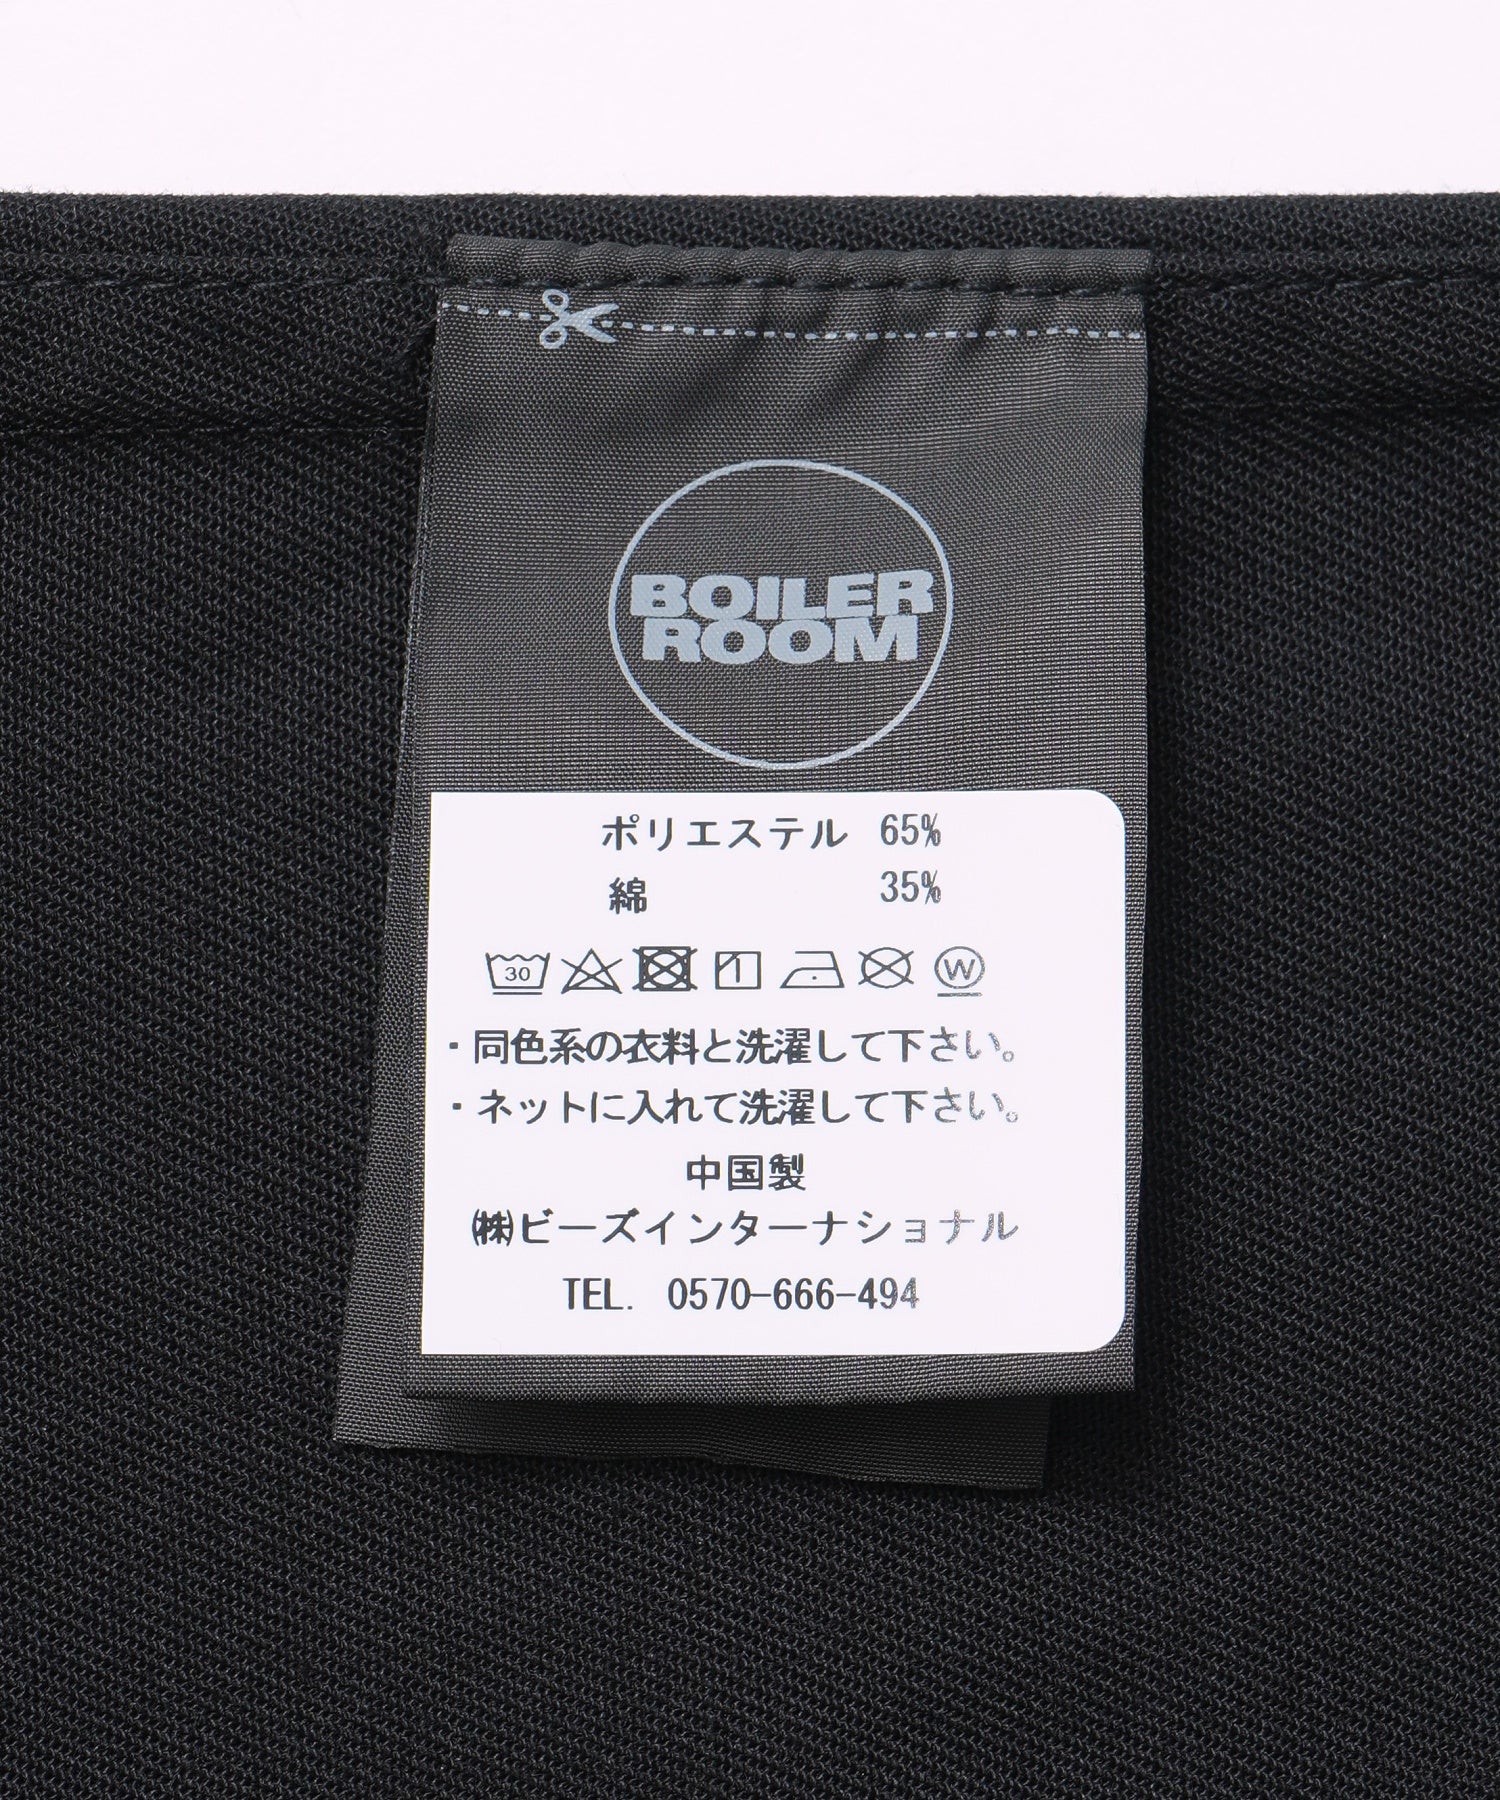 BOILER
ROOM
ポリエステル 65%
綿 35%
30
W
・同色系の衣料と洗濯して下さい。
・ネットに入れて洗濯して下さい。
中国製
㈱ビーズインターナショナル
TEL. 0570-666-494